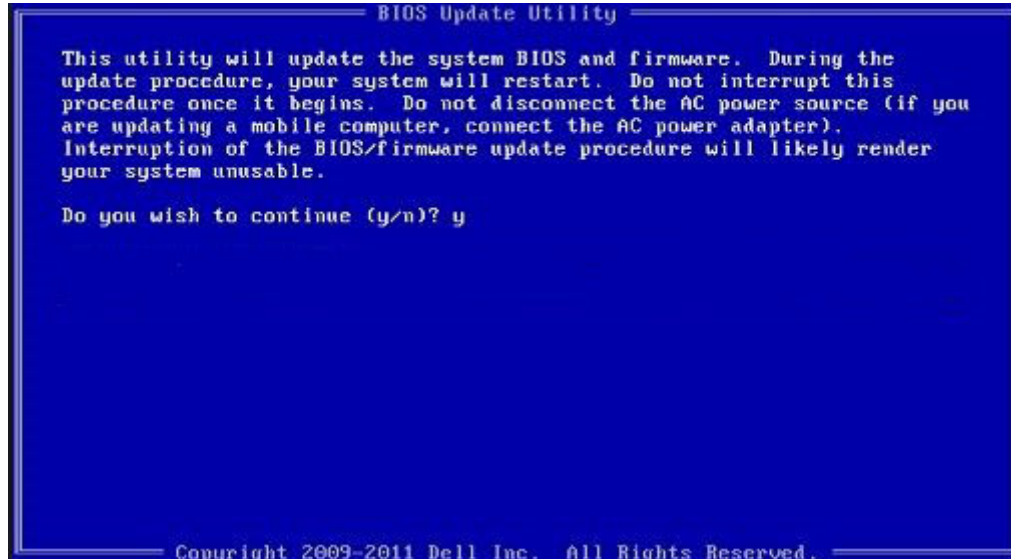 BIOS Update Utility
This utility will update the system BIOS and firmware.  During the
update procedure, your system will restart.  Do not interrupt this
procedure once it begins.  Do not disconnect the AC power source (if you
are updating a mobile computer, connect the AC power adapter).
Interruption of the BIOS/firmware update procedure will likely render
your system unusable.
Do you wish to continue (y/n)? y
Copyright 2009-2011 Dell Inc.  All Rights Reserved.